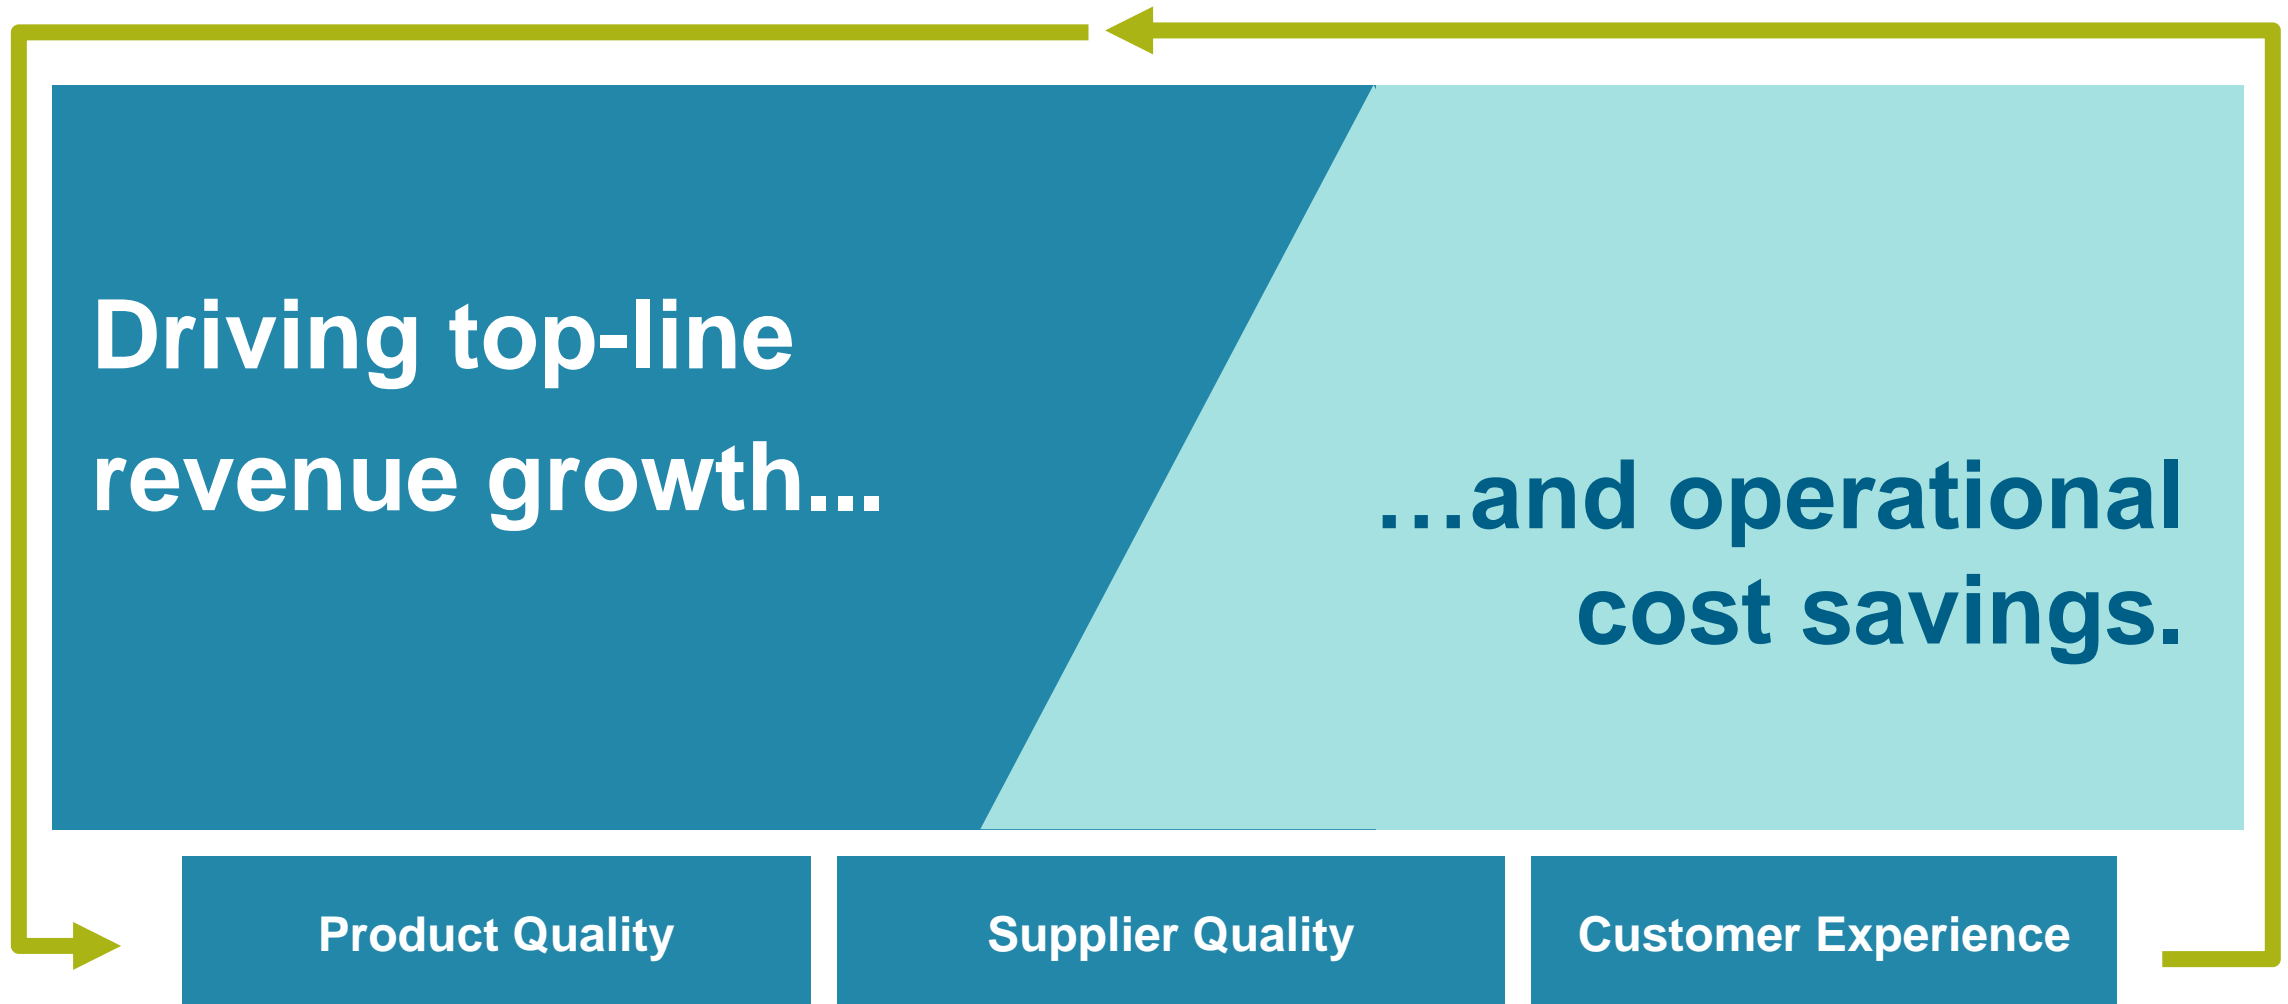 Driving top-line
revenue growth...
…and operational
cost savings.
Product Quality
Supplier Quality
Customer Experience